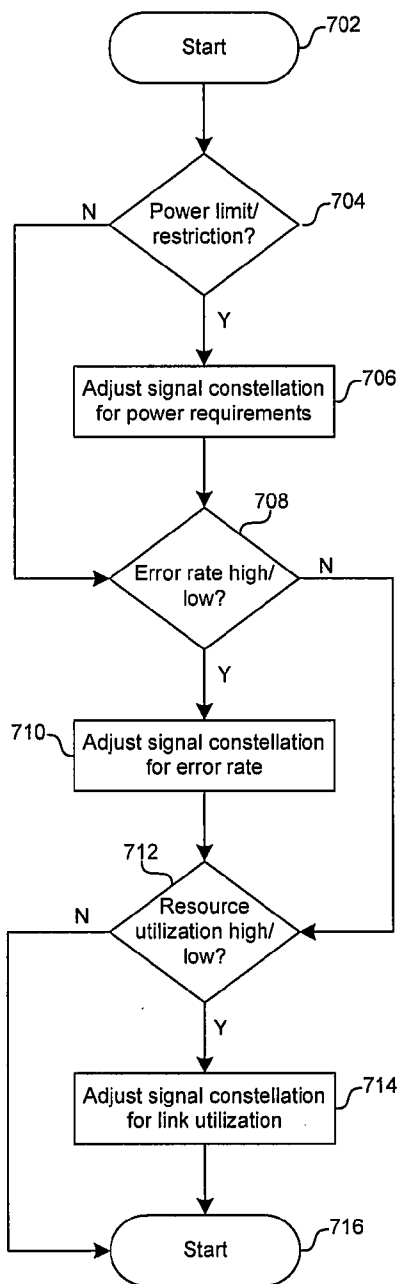 Start
702
Power limit/
restriction?
704
N
Y
Adjust signal constellation
for power requirements
706
708
Error rate high/
low?
N
Y
710
Adjust signal constellation
for error rate
712
Resource
utilization high/
low?
N
Y
Adjust signal constellation
for link utilization
714
Start
716